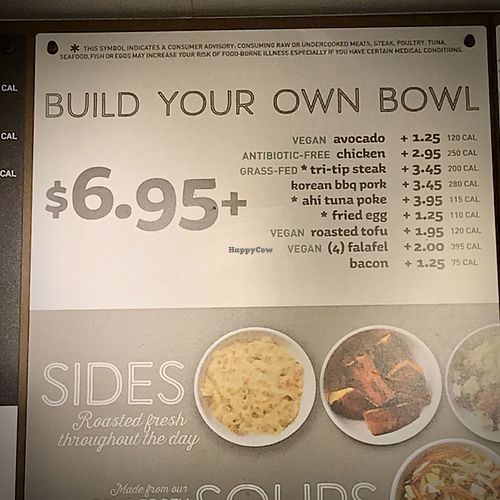 * THIS SYMBOL INDICATES A CONSUMER ADVISORY: CONSUMING RAW OR UNDERCOOKED MEATS, STEAK, POULTRY, TUNA,
SEAFOOD, FISH OR EGGS MAY INCREASE YOUR RISK OF FOOD-BORNE ILLNESS ESPECIALLY IF YOU HAVE CERTAIN MEDICAL CONDITIONS.
CAL
CAL
CAL
BUILD YOUR OWN BOWL
$6.95+
VEGAN avocado + 1.25 120 CAL
ANTIBIOTIC-FREE chicken + 2.95 250 CAL
GRASS-FED * tri-tip steak + 3.45 200 CAL
korean bbq pork + 3.45 280 CAL
* ahi tuna poke + 3.95 115 CAL
* fried egg + 1.25 110 CAL
VEGAN roasted tofu + 1.95 120 CAL
VEGAN (4) falafel + 2.00 395 CAL
bacon + 1.25 75 CAL
HappyCow
SIDES
Roasted fresh
throughout the day
Made from our
SOUPS